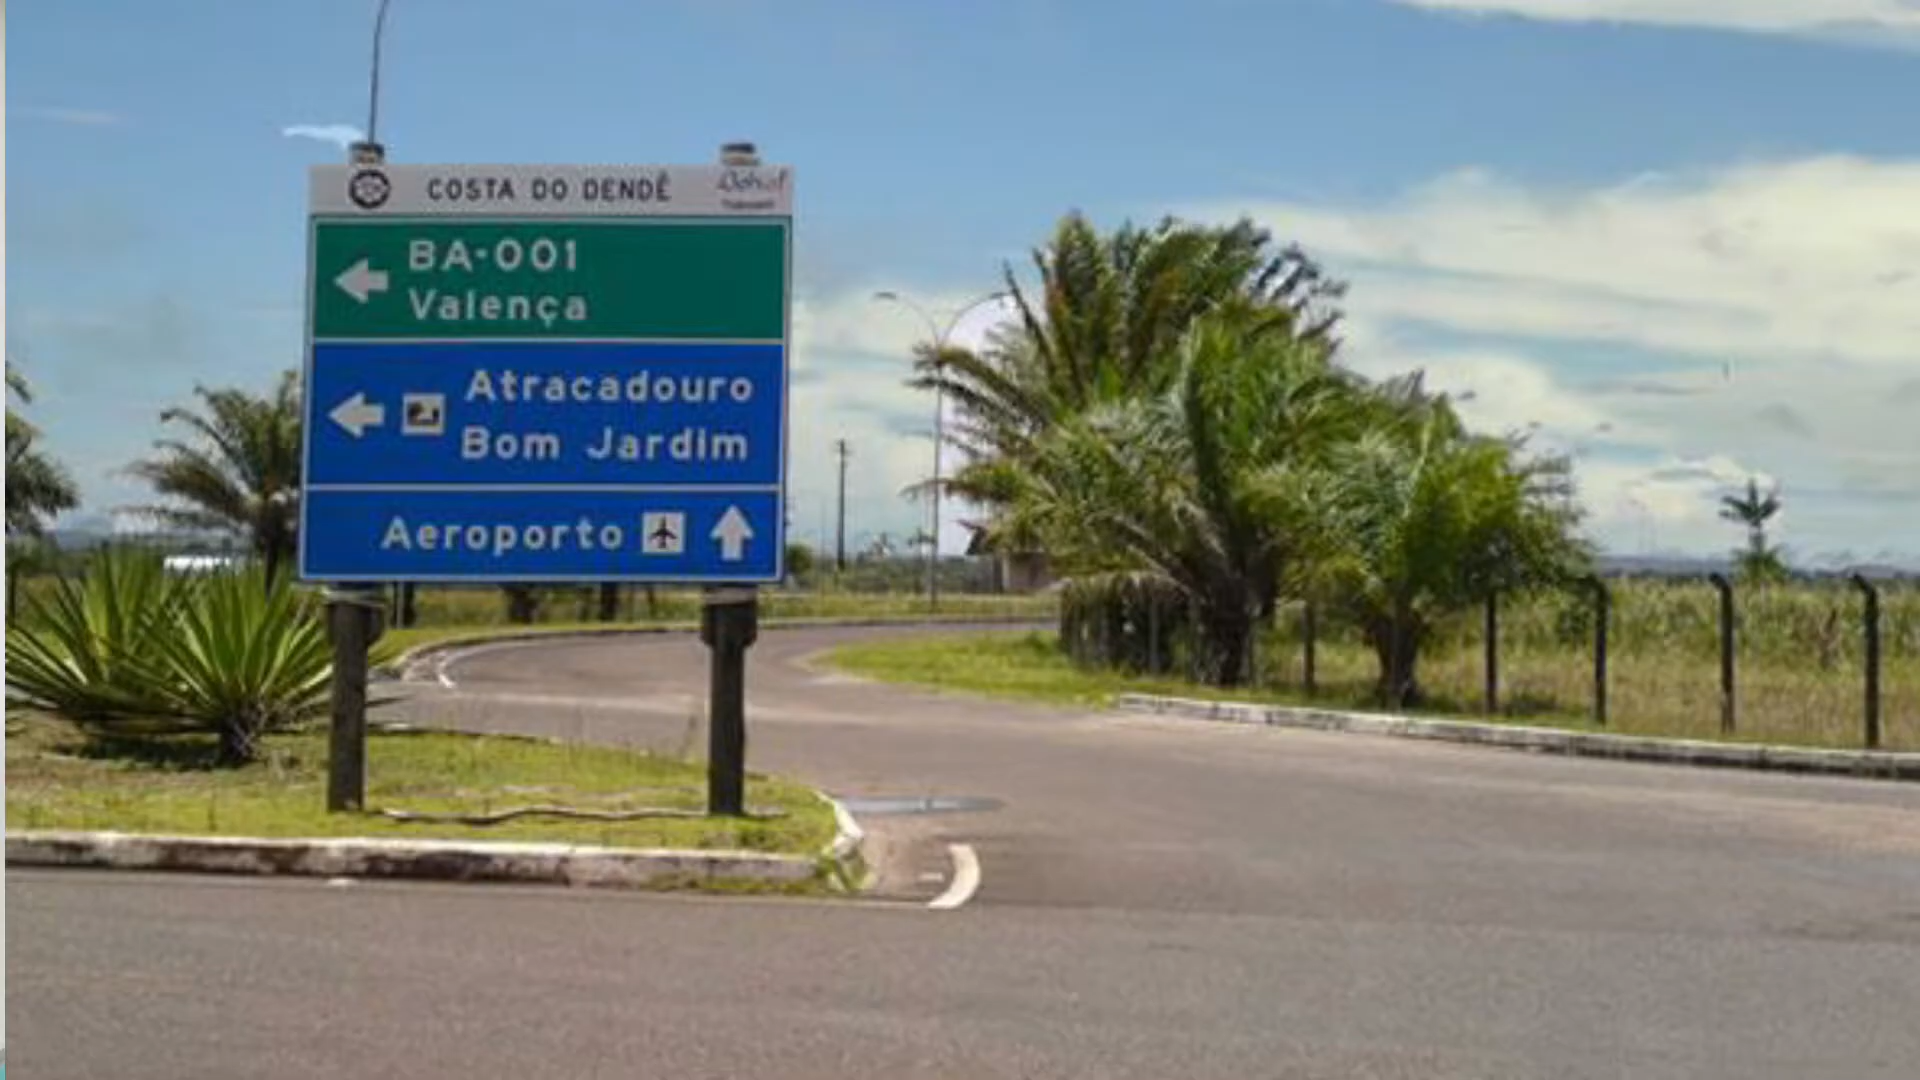 COSTA DO DENDÊ
BA-001
Valença
Atracadouro
Bom Jardim
Aeroporto